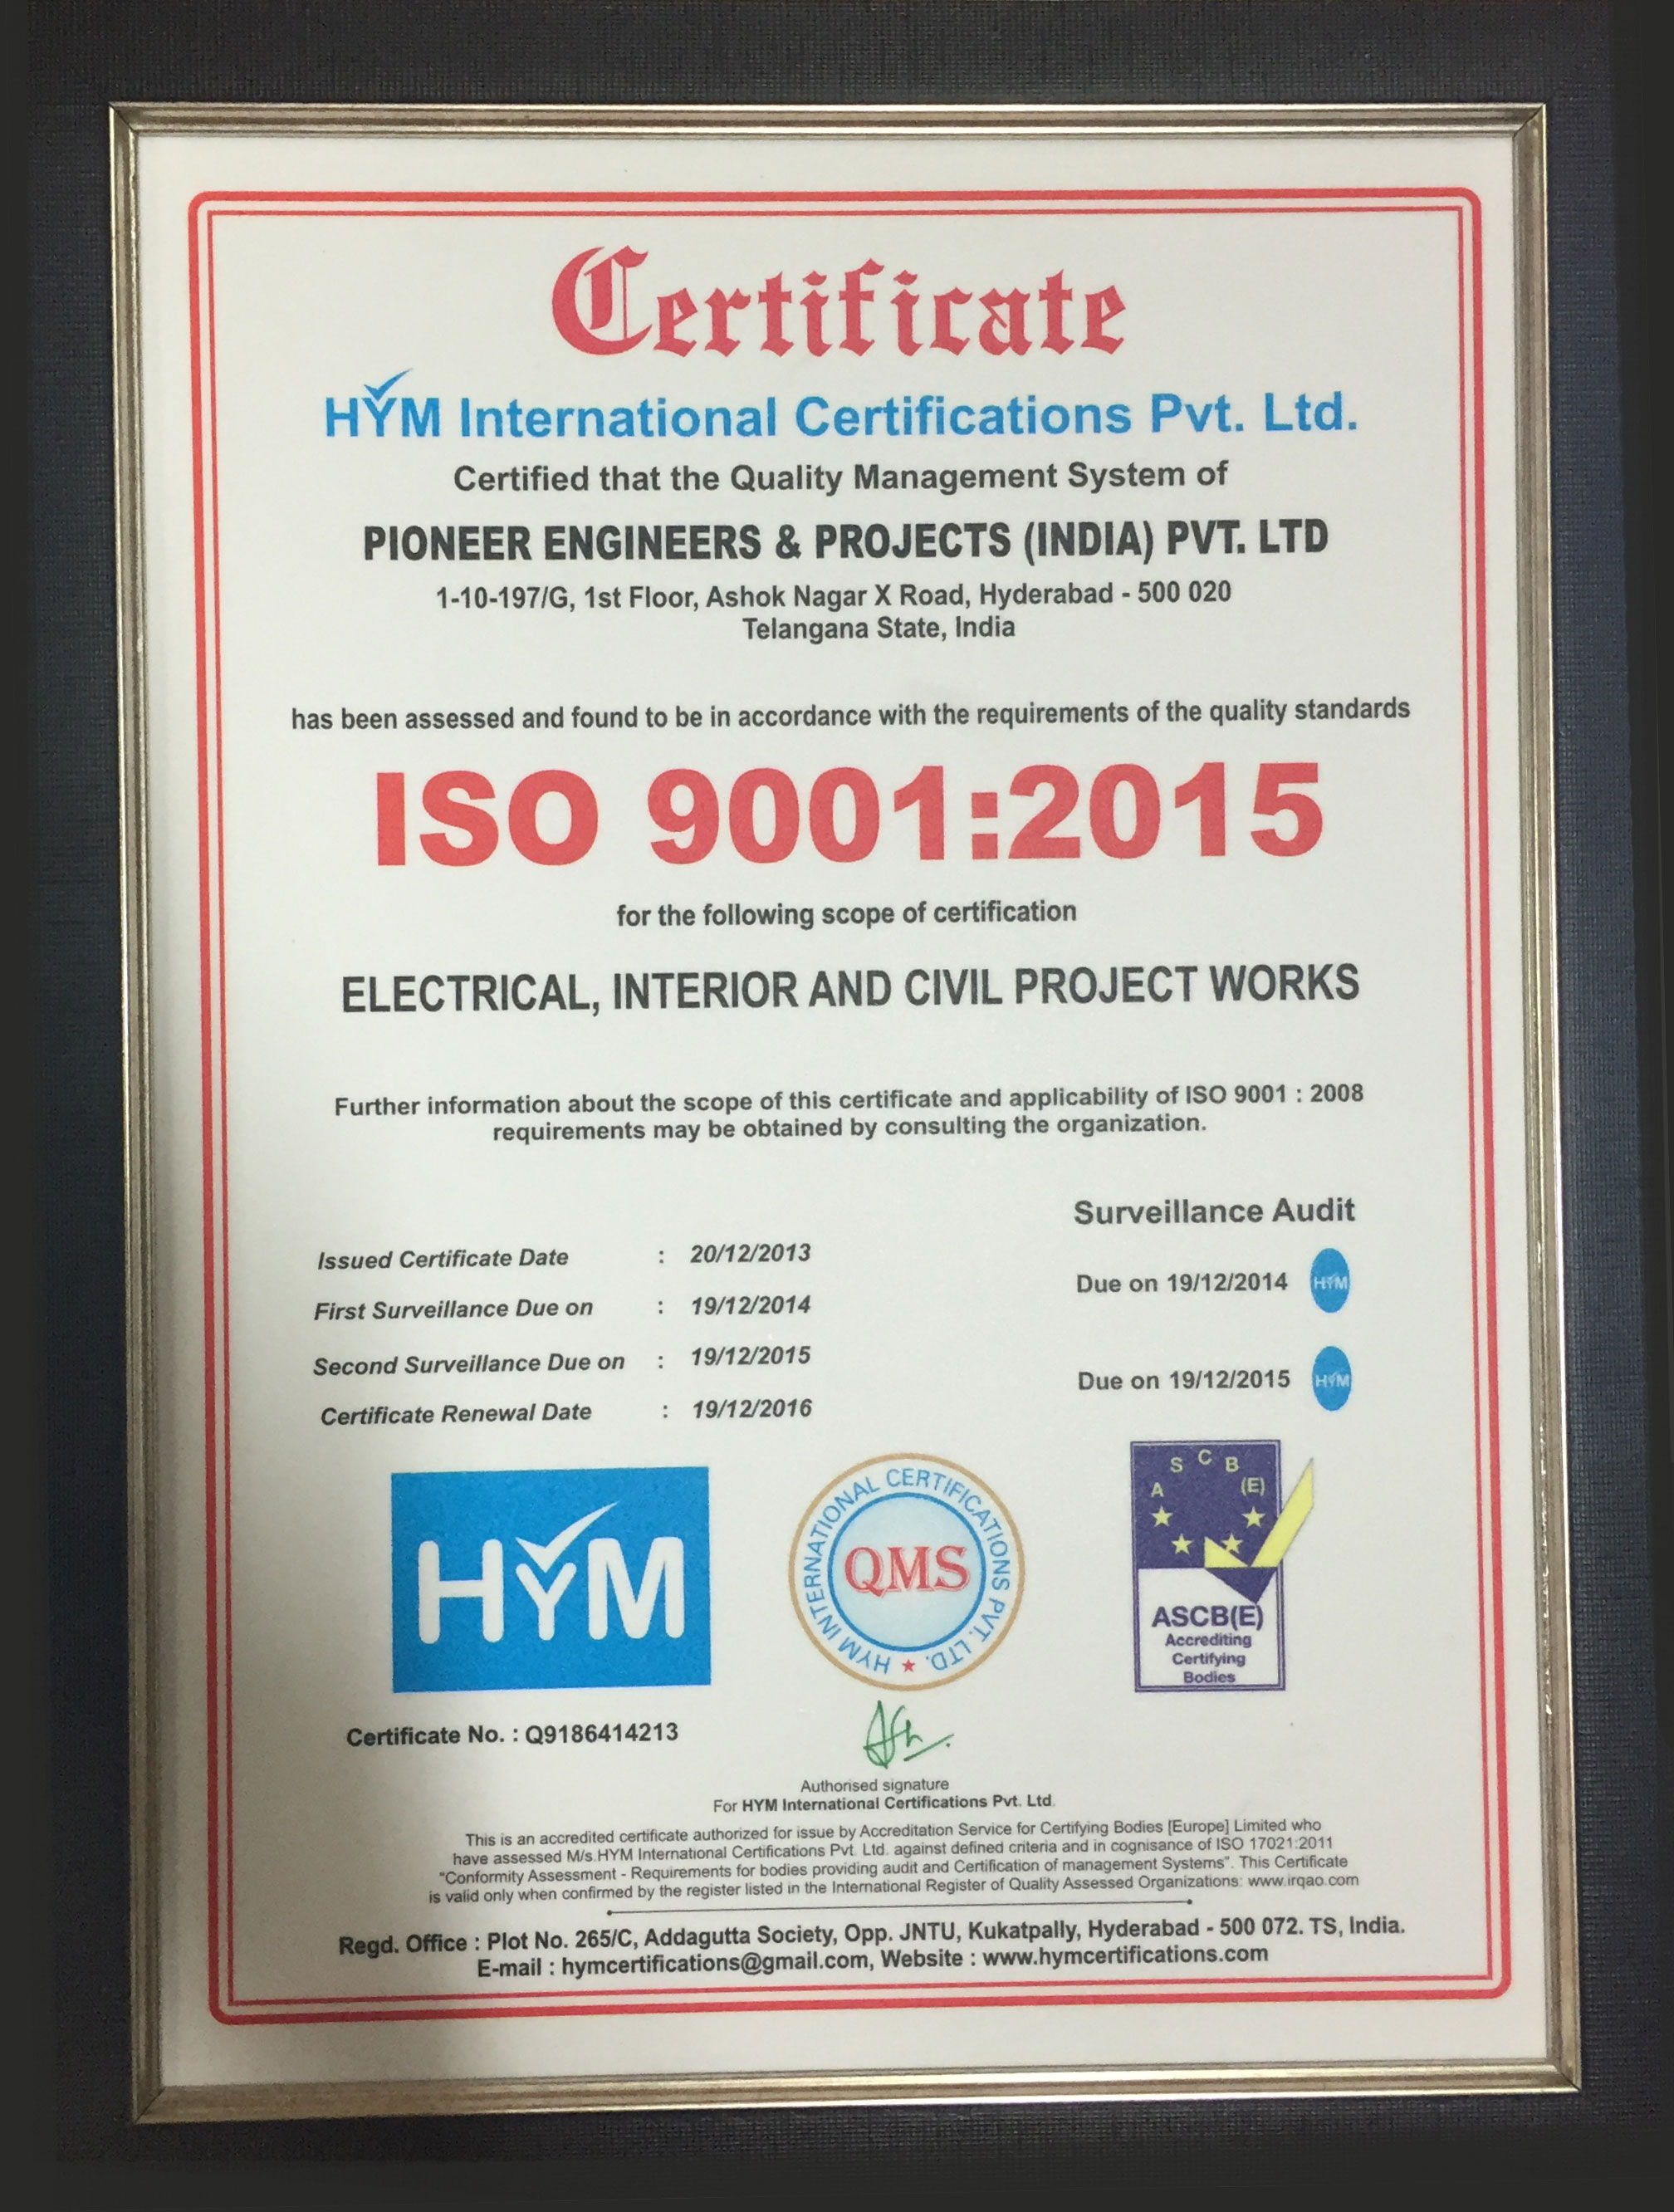 Certificate
HYM International Certifications Pvt. Ltd.
Certified that the Quality Management System of
PIONEER ENGINEERS & PROJECTS (INDIA) PVT. LTD
1-10-197/G, 1st Floor, Ashok Nagar X Road, Hyderabad - 500 020
Telangana State, India
has been assessed and found to be in accordance with the requirements of the quality standards
ISO 9001:2015
for the following scope of certification
ELECTRICAL, INTERIOR AND CIVIL PROJECT WORKS
Further information about the scope of this certificate and applicability of ISO 9001 : 2008
requirements may be obtained by consulting the organization.
Surveillance Audit
Issued Certificate Date : 20/12/2013
First Surveillance Due on : 19/12/2014
Second Surveillance Due on : 19/12/2015
Certificate Renewal Date : 19/12/2016
Due on 19/12/2014 HYM
Due on 19/12/2015 HYM
HYM
HYM INTERNATIONAL CERTIFICATIONS PVT. LTD.
QMS
A S C B (E)
ASCB(E)
Accrediting
Certifying
Bodies
Certificate No. : Q9186414213
Authorised signature
For HYM International Certifications Pvt. Ltd.
This is an accredited certificate authorized for issue by Accreditation Service for Certifying Bodies [Europe] Limited who
have assessed M/s.HYM International Certifications Pvt. Ltd. against defined criteria and in cognisance of ISO 17021:2011
“Conformity Assessment - Requirements for bodies providing audit and Certification of management Systems”. This Certificate
is valid only when confirmed by the register listed in the International Register of Quality Assessed Organizations: www.irqao.com
Regd. Office : Plot No. 265/C, Addagutta Society, Opp. JNTU, Kukatpally, Hyderabad - 500 072. TS, India.
E-mail : hymcertifications@gmail.com, Website : www.hymcertifications.com